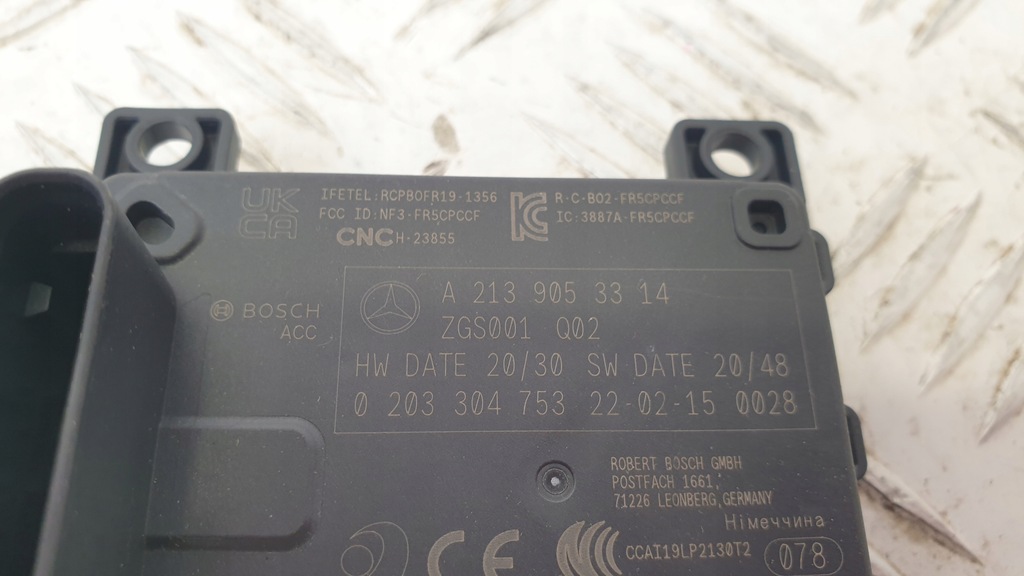 UK
CA
IFETEL:RCPBOFR19-1356
FCC ID:NF3-FR5CPCCF
CNC H-23855
R-C-B02-FR5CPCCF
IC:3887A-FR5CPCCF
BOSCH
ACC
A 213 905 33 14
ZGS001 Q02
HW DATE 20/30 SW DATE 20/48
0 203 304 753 22-02-15 0028
ROBERT BOSCH GMBH
POSTFACH 1661,
71226 LEONBERG,GERMANY
Німеччина
CE
CCAI19LP2130T2
078